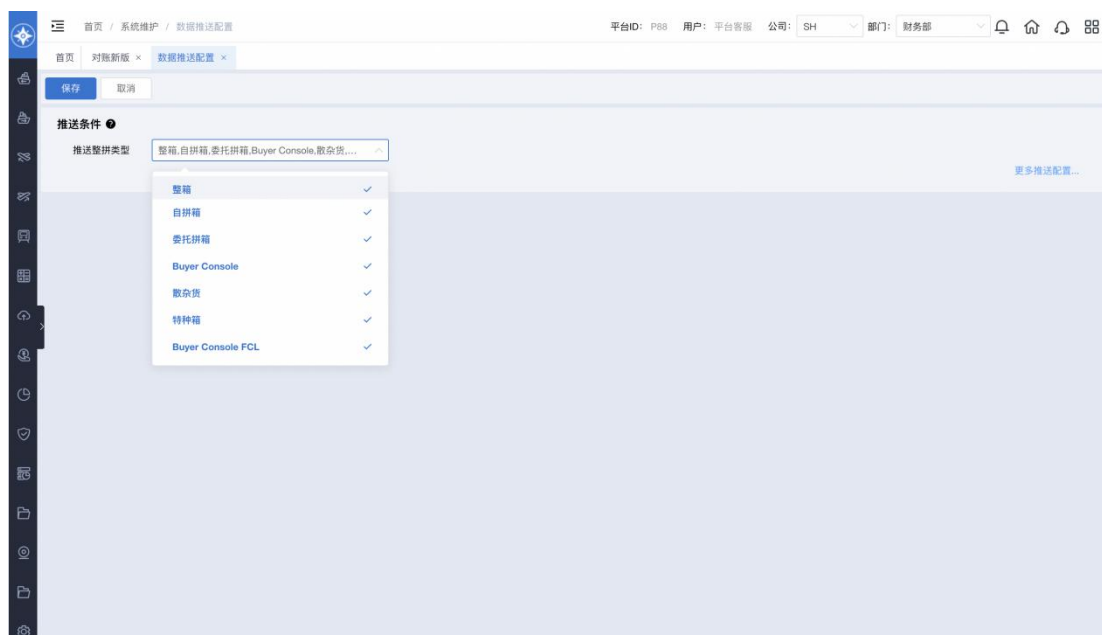 首页 / 系统维护 / 数据推送配置 平台ID: P88 用户: 平台客服 公司: SH 部门: 财务部
首页 对账新版 × 数据推送配置 ×
保存 取消
推送条件
推送整拼类型 整箱,自拼箱,委托拼箱,Buyer Console,散杂货,...
更多推送配置...
整箱
自拼箱
委托拼箱
Buyer Console
散杂货
特种箱
Buyer Console FCL